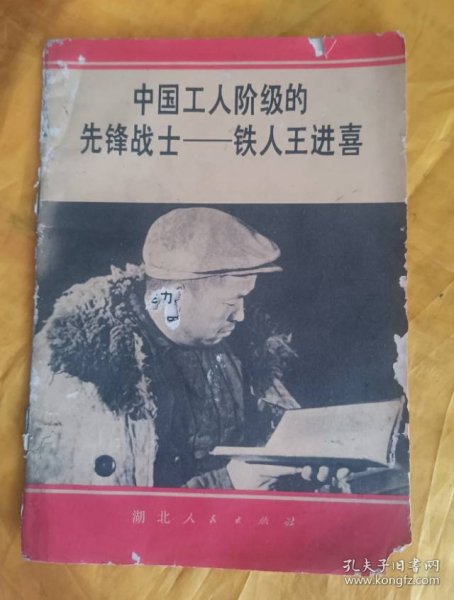 中国工人阶级的
先锋战士——铁人王进喜
湖北人民出版社
孔夫子旧书网
www.kongfz.com